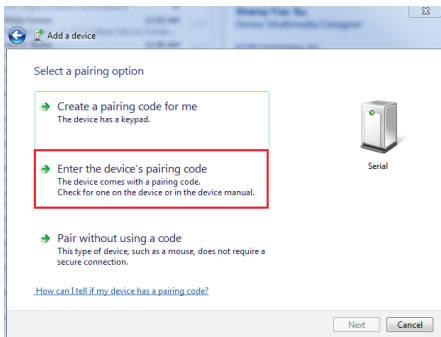 Add a device
Select a pairing option
Create a pairing code for me
The device has a keypad.
Enter the device's pairing code
The device comes with a pairing code.
Check for one on the device or in the device manual.
Serial
Pair without using a code
This type of device, such as a mouse, does not require a
secure connection.
How can I tell if my device has a pairing code?
Next
Cancel